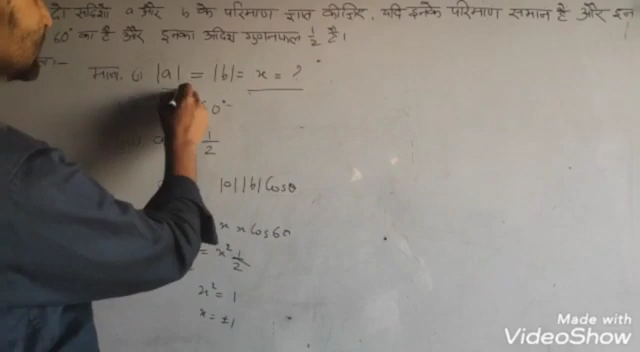 दो सदिशों a और b के परिमाण ज्ञात कीजिए, यदि इनके परिमाण समान है और इन
60° का है और इनका अदिश गुणनफल 1/2 है।
माना (i) |a| = |b| = x = ?
0°
1/2
|a||b|Cosθ
x x Cos60
= x² 1/2
x² = 1
x = ±1
Made with
VideoShow